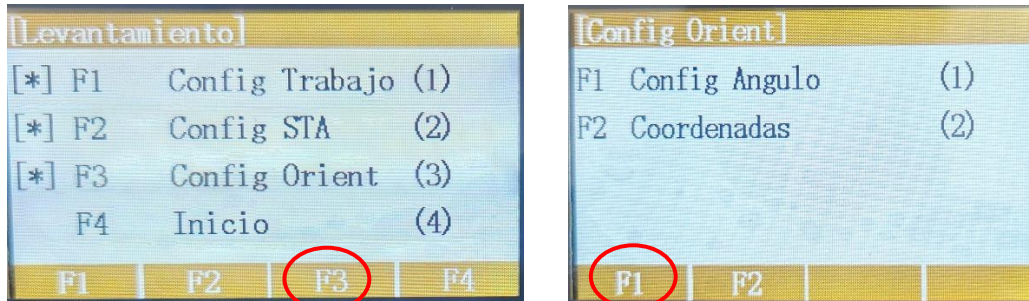 [Levantamiento]
[*] F1 Config Trabajo (1)
[*] F2 Config STA (2)
[*] F3 Config Orient (3)
F4 Inicio (4)
F1 F2 F3 F4
[Config Orient]
F1 Config Angulo (1)
F2 Coordenadas (2)
F1 F2